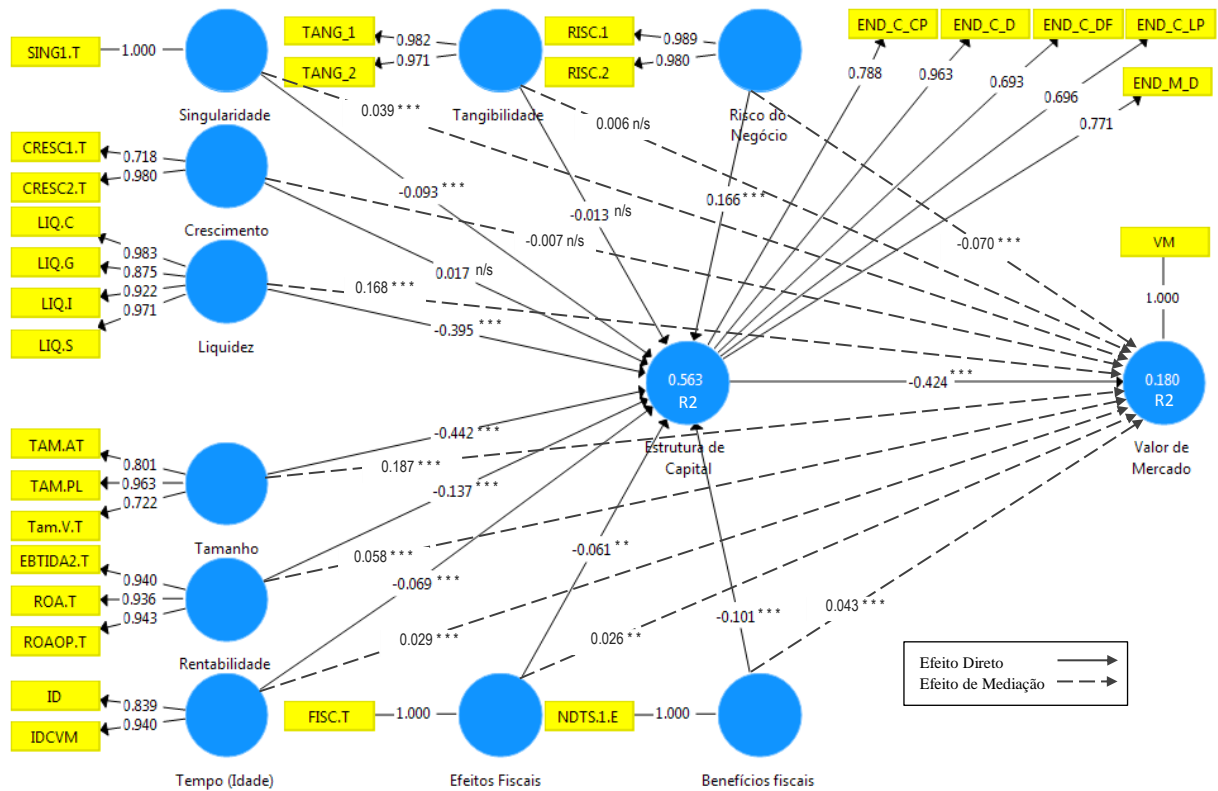 END_C_CP
END_C_D
END_C_DF
END_C_LP
SING1.T
1.000
TANG_1
0.982
TANG_2
0.971
RISC.1
0.989
RISC.2
0.980
0.788
0.963
0.693
0.696
END_M_D
0.771
Singularidade
Tangibilidade
Risco do
Negócio
0.039 ***
0.006 n/s
CRESC1.T
0.718
CRESC2.T
0.980
Crescimento
-0.093 ***
-0.013 n/s
0.166 ***
-0.007 n/s
-0.070 ***
LIQ.C
0.983
LIQ.G
0.875
LIQ.I
0.922
LIQ.S
0.971
Liquidez
0.017 n/s
0.168 ***
-0.395 ***
VM
1.000
0.563
R2
Estrutura de
Capital
-0.424 ***
0.180
R2
Valor de
Mercado
TAM.AT
0.801
TAM.PL
0.963
Tam.V.T
0.722
Tamanho
-0.442 ***
0.187 ***
-0.137 ***
EBTIDA2.T
0.940
ROA.T
0.936
ROAOP.T
0.943
Rentabilidade
0.058 ***
-0.069 ***
-0.061 **
-0.101 ***
0.043 ***
0.029 ***
0.026 **
ID
0.839
IDCVM
0.940
Tempo (Idade)
FISC.T
1.000
Efeitos Fiscais
NDTS.1.E
1.000
Benefícios fiscais
Efeito Direto
Efeito de Mediação